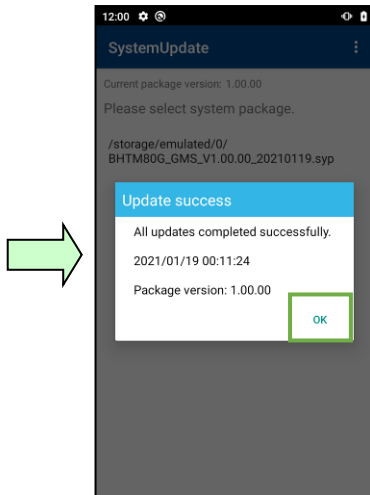 12:00
SystemUpdate
Current package version: 1.00.00
Please select system package.
/storage/emulated/0/
BHTM80G_GMS_V1.00.00_20210119.syp
Update success
All updates completed successfully.
2021/01/19 00:11:24
Package version: 1.00.00
OK